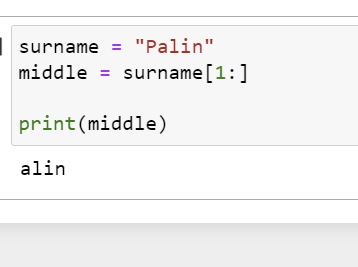 surname = "Palin"
middle = surname[1:]
print(middle)
alin